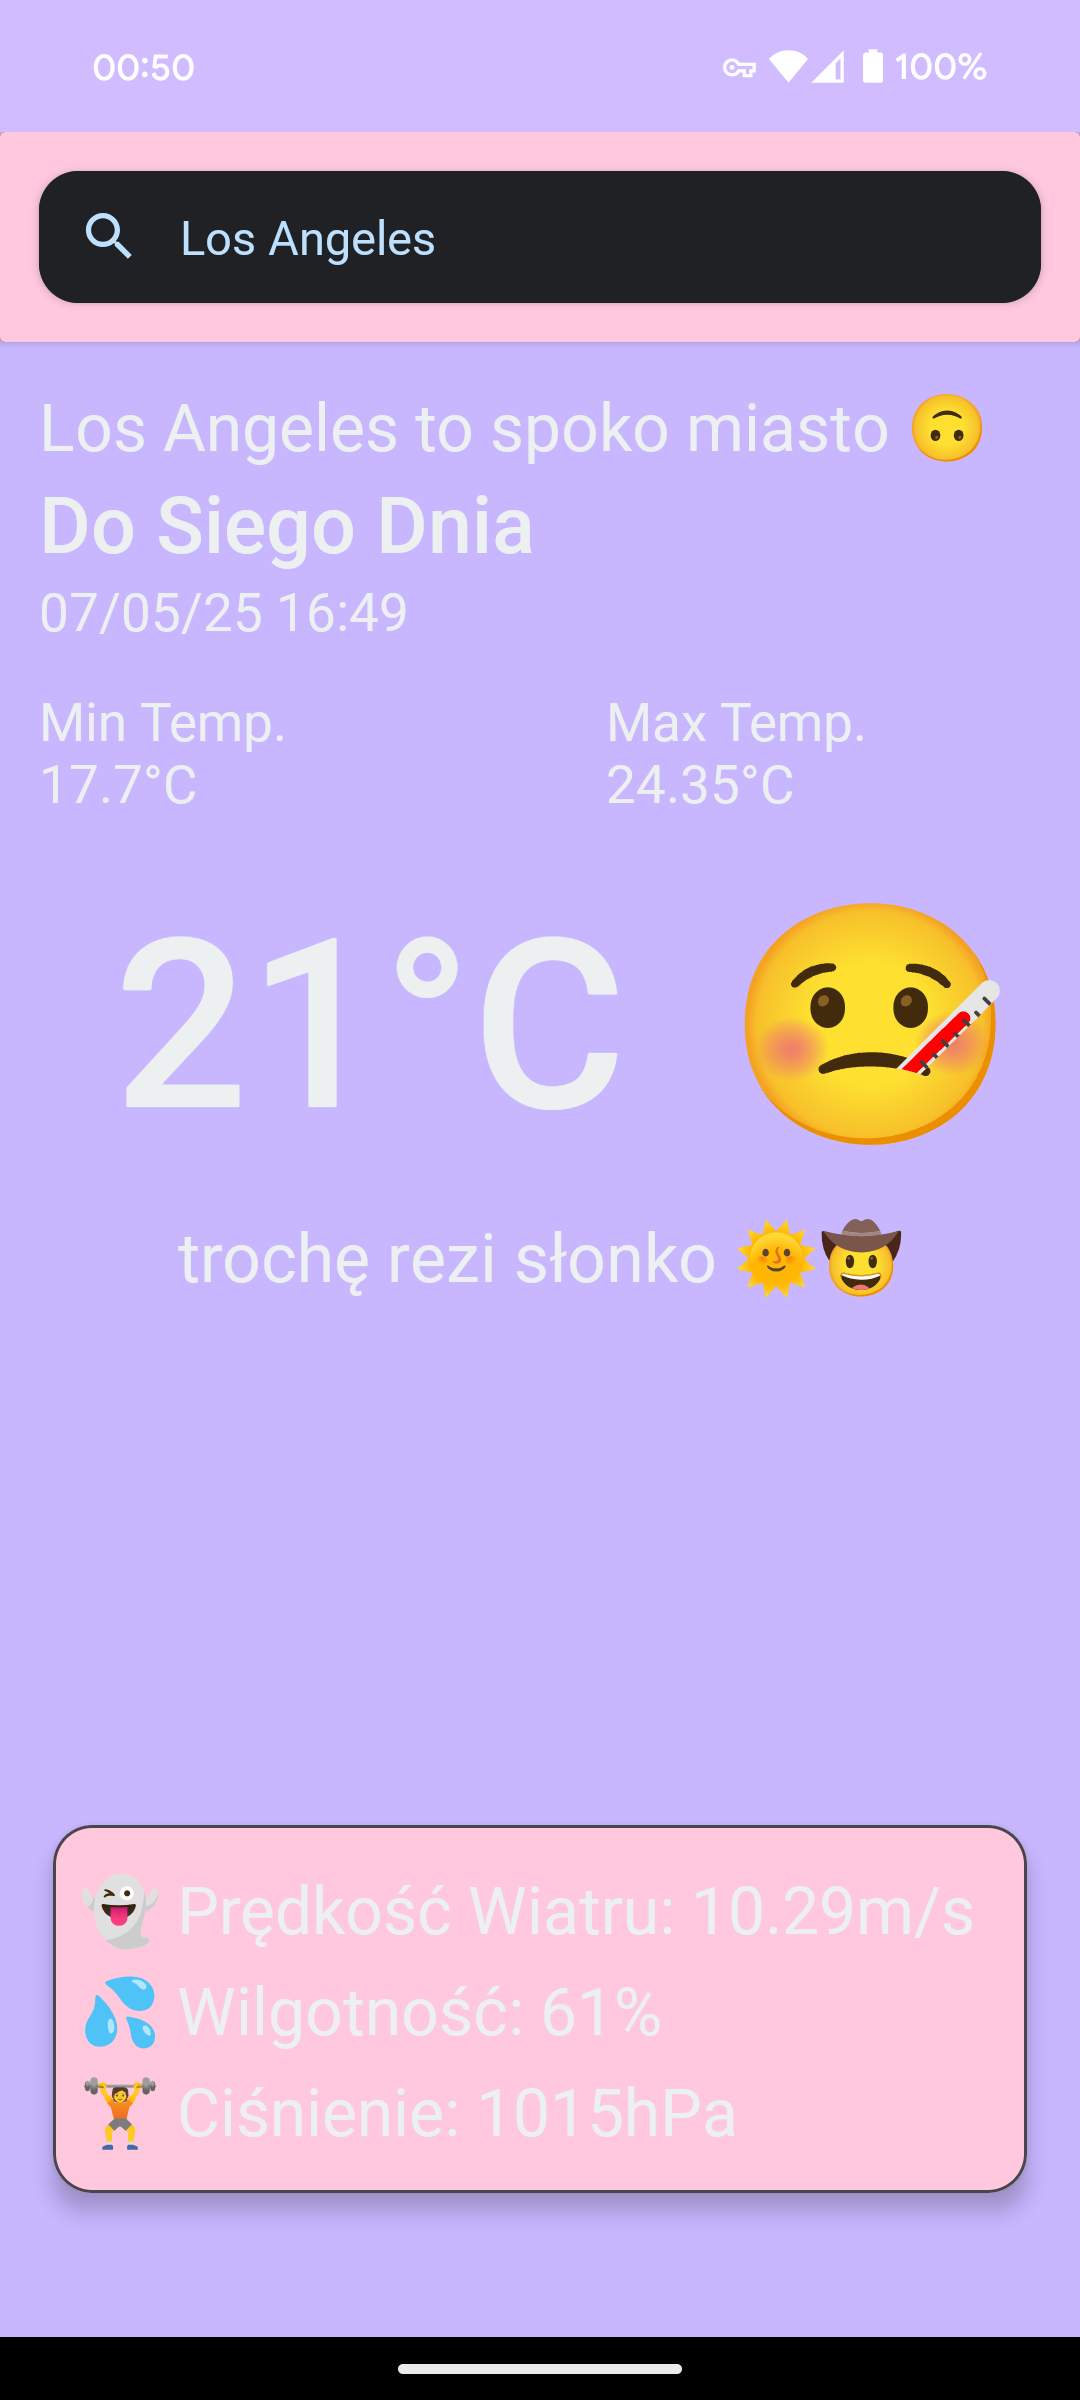 00:50 100%
Los Angeles
Los Angeles to spoko miasto 🙃
Do Siego Dnia
07/05/25 16:49
Min Temp. Max Temp.
17.7°C 24.35°C
21°C 🤒
trochę rezi słonko 🌞🤠
👻 Prędkość Wiatru: 10.29m/s
💦 Wilgotność: 61%
🏋️ Ciśnienie: 1015hPa